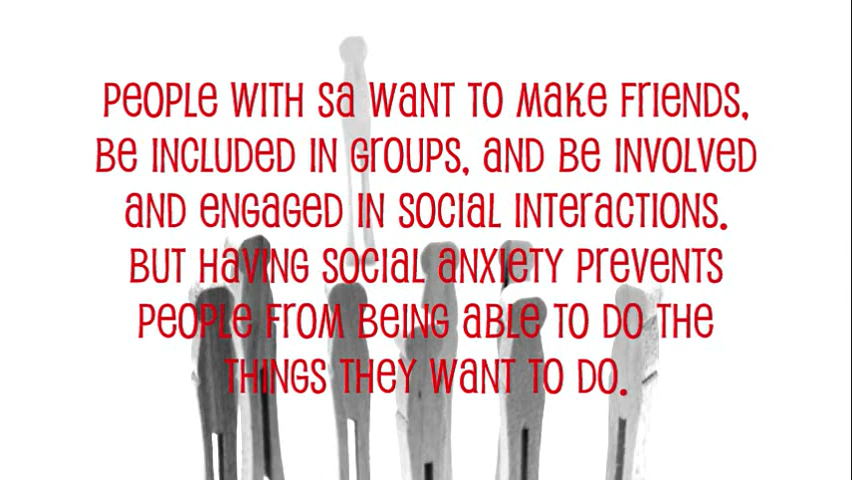 PEOPLE WITH SA WANT TO MAKE FRIENDS,
BE INCLUDED IN GROUPS, AND BE INVOLVED
AND ENGAGED IN SOCIAL INTERACTIONS.
BUT HAVING SOCIAL ANXIETY PREVENTS
PEOPLE FROM BEING ABLE TO DO THE
THINGS THEY WANT TO DO.